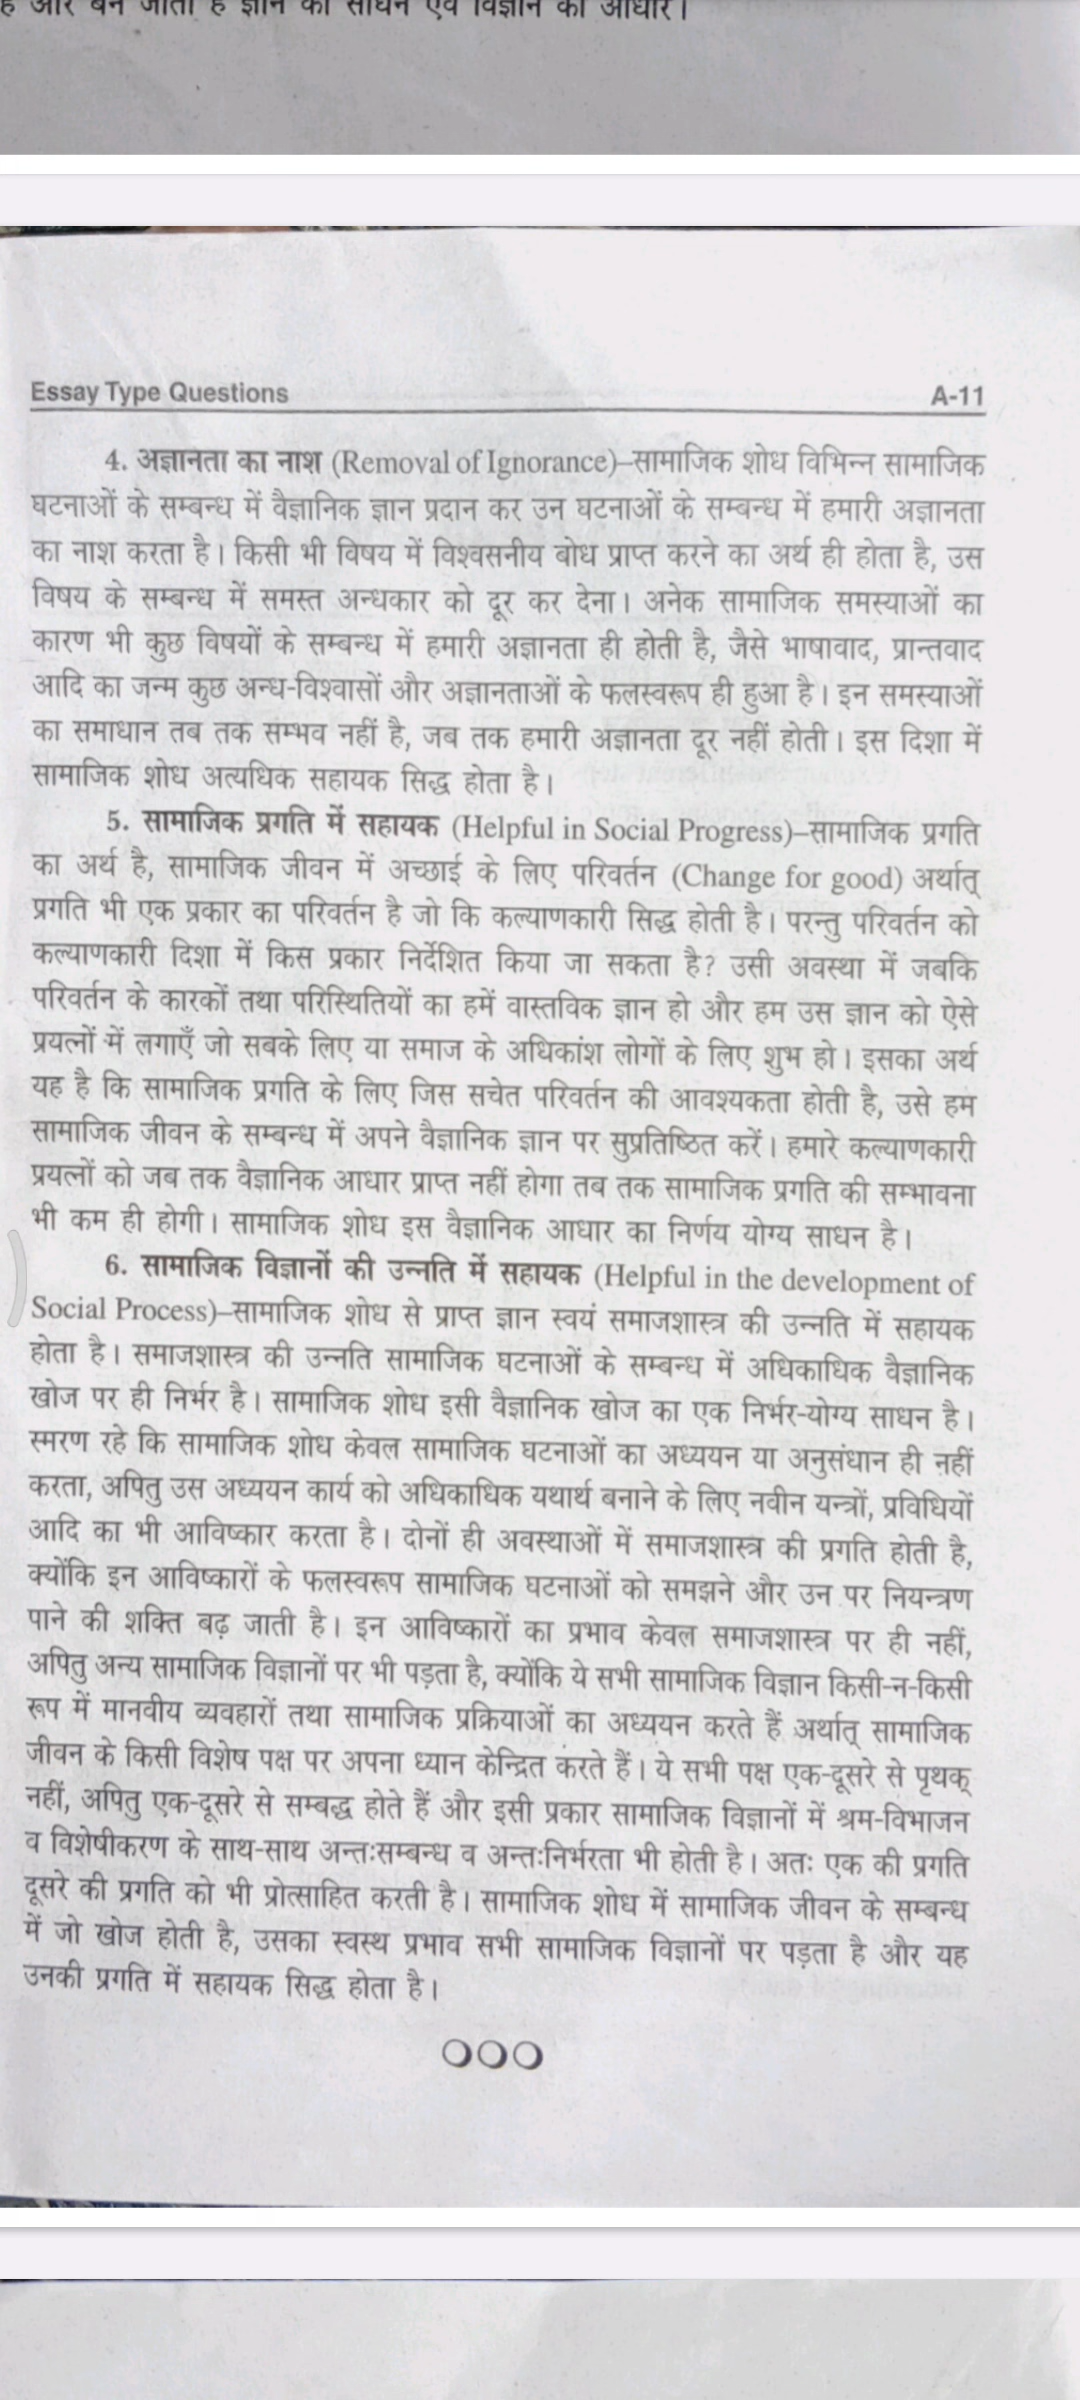 है और बन जाता है ज्ञान का साधन एवं विज्ञान का आधार।
Essay Type Questions A-11
4. अज्ञानता का नाश (Removal of Ignorance)–सामाजिक शोध विभिन्न सामाजिक
घटनाओं के सम्बन्ध में वैज्ञानिक ज्ञान प्रदान कर उन घटनाओं के सम्बन्ध में हमारी अज्ञानता
का नाश करता है। किसी भी विषय में विश्वसनीय बोध प्राप्त करने का अर्थ ही होता है, उस
विषय के सम्बन्ध में समस्त अन्धकार को दूर कर देना। अनेक सामाजिक समस्याओं का
कारण भी कुछ विषयों के सम्बन्ध में हमारी अज्ञानता ही होती है, जैसे भाषावाद, प्रान्तवाद
आदि का जन्म कुछ अन्ध-विश्वासों और अज्ञानताओं के फलस्वरूप ही हुआ है। इन समस्याओं
का समाधान तब तक सम्भव नहीं है, जब तक हमारी अज्ञानता दूर नहीं होती। इस दिशा में
सामाजिक शोध अत्यधिक सहायक सिद्ध होता है।
5. सामाजिक प्रगति में सहायक (Helpful in Social Progress)–सामाजिक प्रगति
का अर्थ है, सामाजिक जीवन में अच्छाई के लिए परिवर्तन (Change for good) अर्थात्
प्रगति भी एक प्रकार का परिवर्तन है जो कि कल्याणकारी सिद्ध होती है। परन्तु परिवर्तन को
कल्याणकारी दिशा में किस प्रकार निर्देशित किया जा सकता है? उसी अवस्था में जबकि
परिवर्तन के कारकों तथा परिस्थितियों का हमें वास्तविक ज्ञान हो और हम उस ज्ञान को ऐसे
प्रयत्नों में लगाएँ जो सबके लिए या समाज के अधिकांश लोगों के लिए शुभ हो। इसका अर्थ
यह है कि सामाजिक प्रगति के लिए जिस सचेत परिवर्तन की आवश्यकता होती है, उसे हम
सामाजिक जीवन के सम्बन्ध में अपने वैज्ञानिक ज्ञान पर सुप्रतिष्ठित करें। हमारे कल्याणकारी
प्रयत्नों को जब तक वैज्ञानिक आधार प्राप्त नहीं होगा तब तक सामाजिक प्रगति की सम्भावना
भी कम ही होगी। सामाजिक शोध इस वैज्ञानिक आधार का निर्णय योग्य साधन है।
6. सामाजिक विज्ञानों की उन्नति में सहायक (Helpful in the development of
Social Process)–सामाजिक शोध से प्राप्त ज्ञान स्वयं समाजशास्त्र की उन्नति में सहायक
होता है। समाजशास्त्र की उन्नति सामाजिक घटनाओं के सम्बन्ध में अधिकाधिक वैज्ञानिक
खोज पर ही निर्भर है। सामाजिक शोध इसी वैज्ञानिक खोज का एक निर्भर-योग्य साधन है।
स्मरण रहे कि सामाजिक शोध केवल सामाजिक घटनाओं का अध्ययन या अनुसंधान ही नहीं
करता, अपितु उस अध्ययन कार्य को अधिकाधिक यथार्थ बनाने के लिए नवीन यन्त्रों, प्रविधियों
आदि का भी आविष्कार करता है। दोनों ही अवस्थाओं में समाजशास्त्र की प्रगति होती है,
क्योंकि इन आविष्कारों के फलस्वरूप सामाजिक घटनाओं को समझने और उन पर नियन्त्रण
पाने की शक्ति बढ़ जाती है। इन आविष्कारों का प्रभाव केवल समाजशास्त्र पर ही नहीं,
अपितु अन्य सामाजिक विज्ञानों पर भी पड़ता है, क्योंकि ये सभी सामाजिक विज्ञान किसी-न-किसी
रूप में मानवीय व्यवहारों तथा सामाजिक प्रक्रियाओं का अध्ययन करते हैं अर्थात् सामाजिक
जीवन के किसी विशेष पक्ष पर अपना ध्यान केन्द्रित करते हैं। ये सभी पक्ष एक-दूसरे से पृथक्
नहीं, अपितु एक-दूसरे से सम्बद्ध होते हैं और इसी प्रकार सामाजिक विज्ञानों में श्रम-विभाजन
व विशेषीकरण के साथ-साथ अन्तःसम्बन्ध व अन्तःनिर्भरता भी होती है। अतः एक की प्रगति
दूसरे की प्रगति को भी प्रोत्साहित करती है। सामाजिक शोध में सामाजिक जीवन के सम्बन्ध
में जो खोज होती है, उसका स्वस्थ प्रभाव सभी सामाजिक विज्ञानों पर पड़ता है और यह
उनकी प्रगति में सहायक सिद्ध होता है।